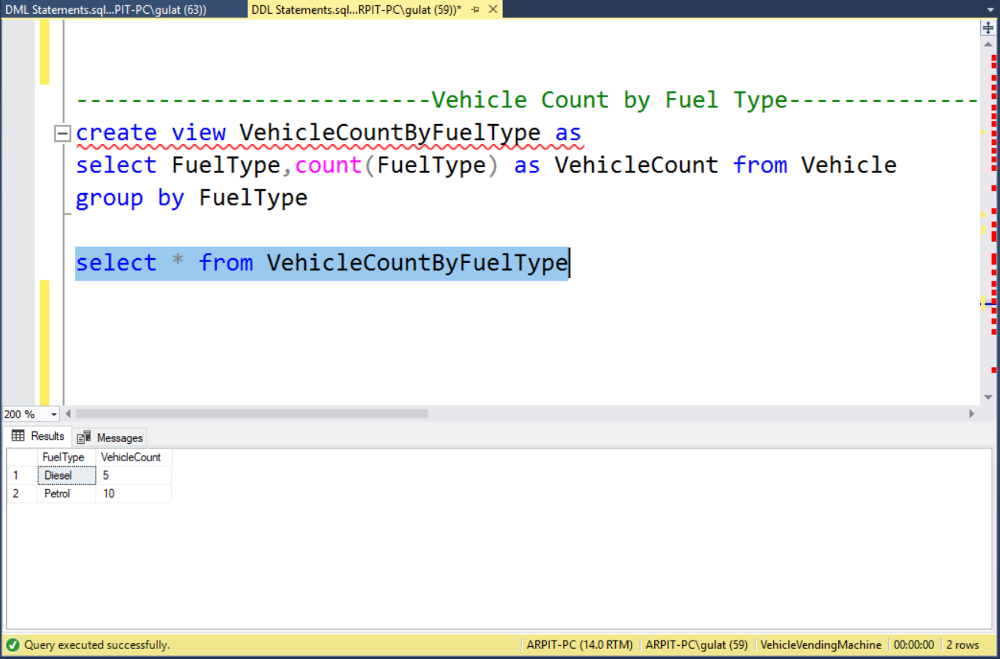 DML Statements.sql...PIT-PC\gulat (63))
DDL Statements.sql...RPIT-PC\gulat (59))*
--------------------------Vehicle Count by Fuel Type--------------
create view VehicleCountByFuelType as
select FuelType,count(FuelType) as VehicleCount from Vehicle
group by FuelType
select * from VehicleCountByFuelType
200 %
Results Messages
FuelType VehicleCount
1 Diesel 5
2 Petrol 10
Query executed successfully. ARPIT-PC (14.0 RTM) ARPIT-PC\gulat (59) VehicleVendingMachine 00:00:00 2 rows